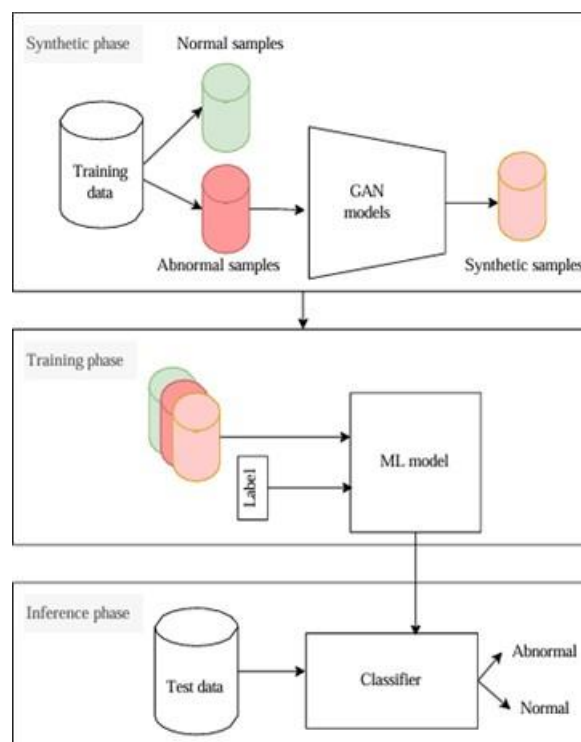 Synthetic phase
Normal samples
Training
data
GAN
models
Abnormal samples
Synthetic samples
Training phase
ML model
Label
Inference phase
Test data
Classifier
Abnormal
Normal